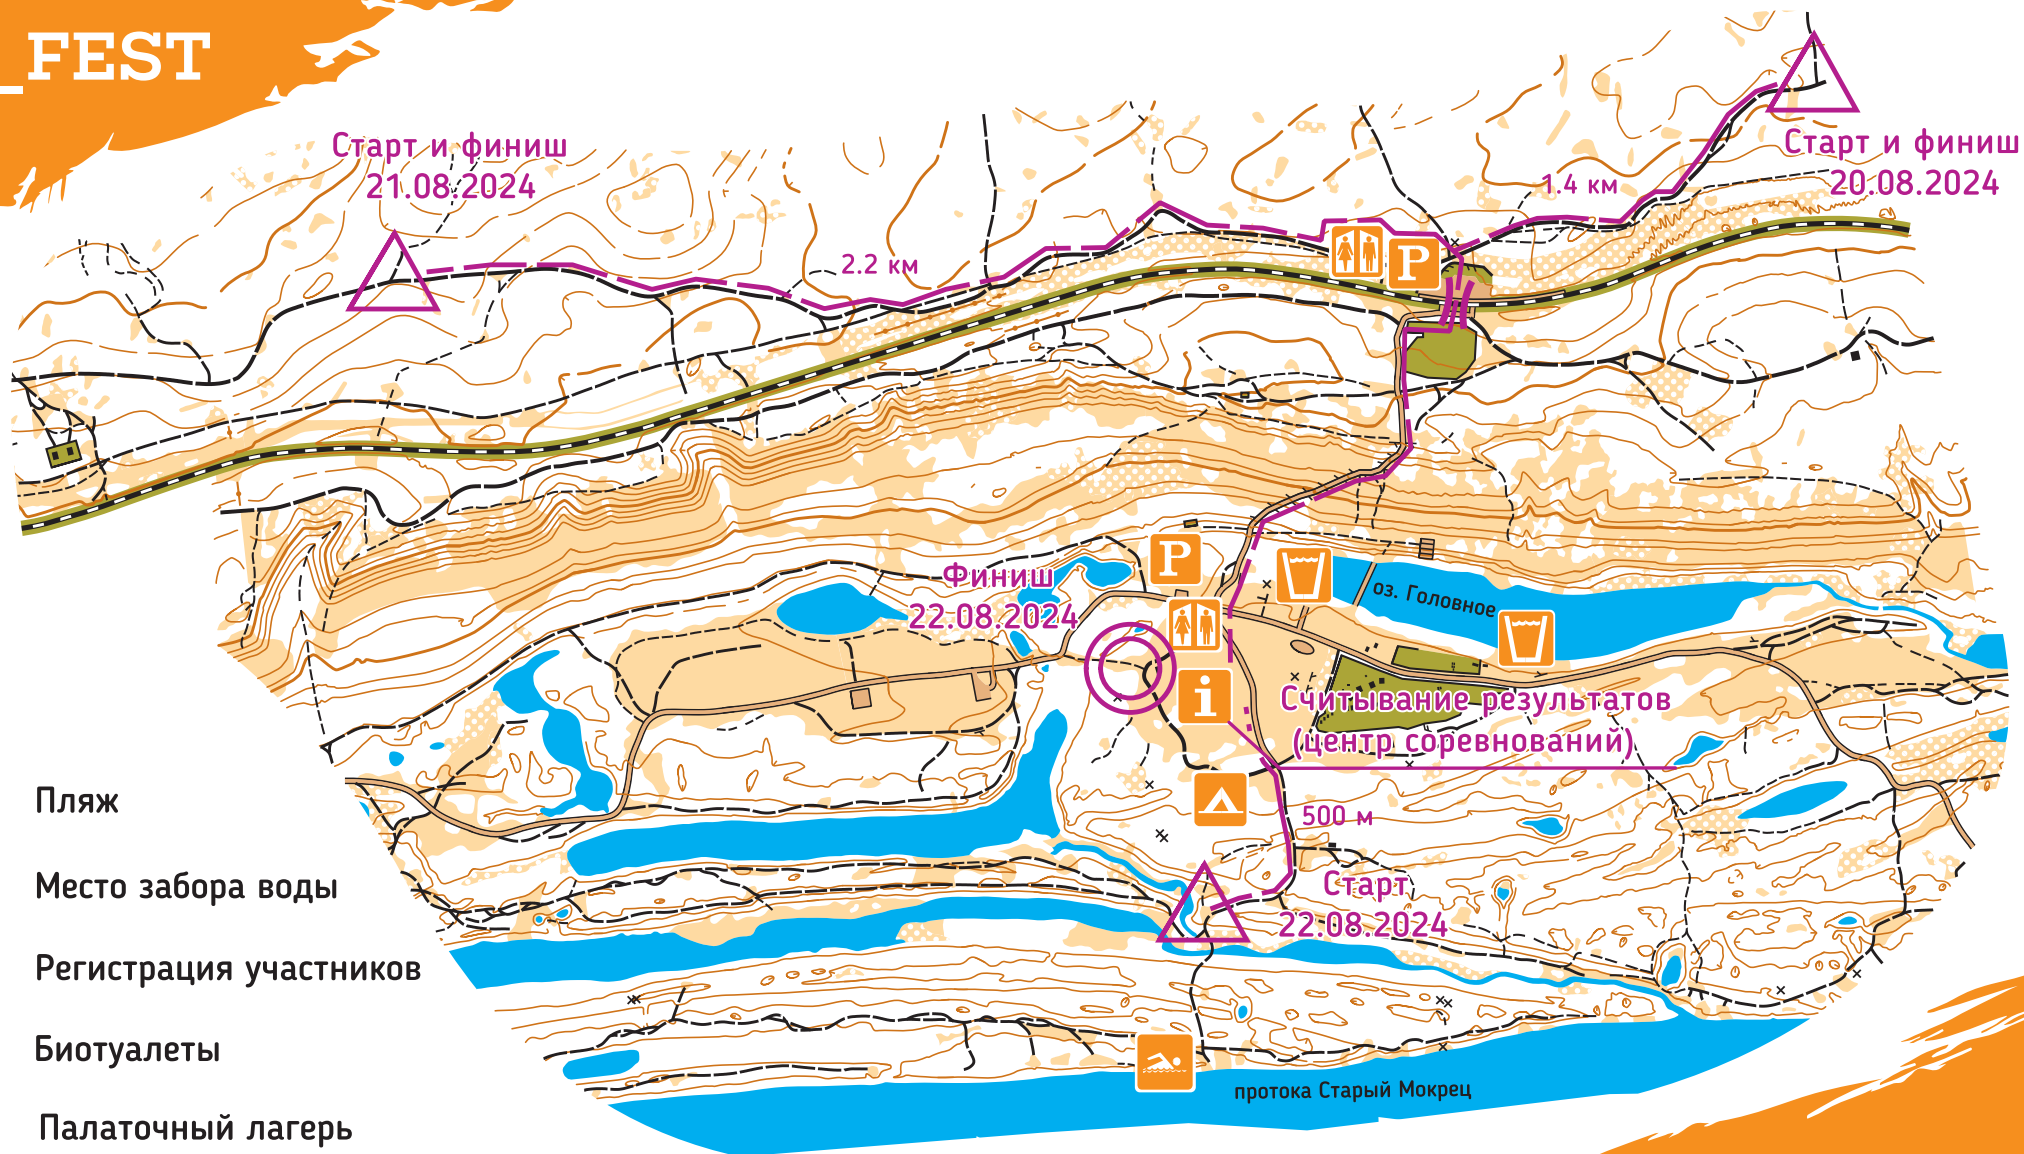 _FEST
Старт и финиш
21.08.2024
Старт и финиш
20.08.2024
1.4 км
2.2 км
P
P
оз. Головное
Финиш
22.08.2024
i
Считывание результатов
(центр соревнований)
500 м
Старт
22.08.2024
протока Старый Мокрец
Пляж
Место забора воды
Регистрация участников
Биотуалеты
Палаточный лагерь